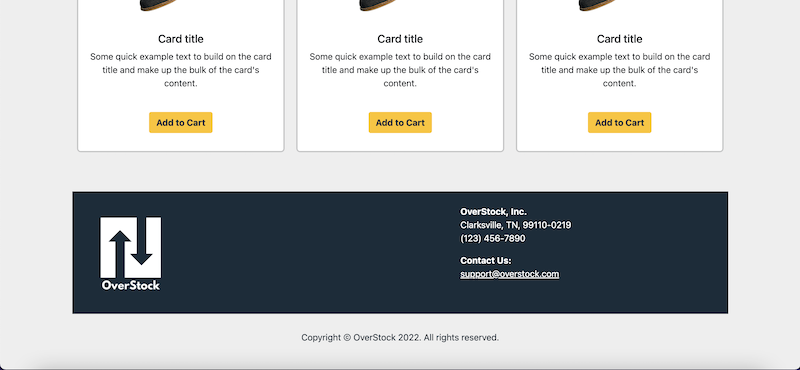 Card title
Some quick example text to build on the card
title and make up the bulk of the card's
content.
Add to Cart
Card title
Some quick example text to build on the card
title and make up the bulk of the card's
content.
Add to Cart
Card title
Some quick example text to build on the card
title and make up the bulk of the card's
content.
Add to Cart
OverStock
OverStock, Inc.
Clarksville, TN, 99110-0219
(123) 456-7890
Contact Us:
support@overstock.com
Copyright © OverStock 2022. All rights reserved.